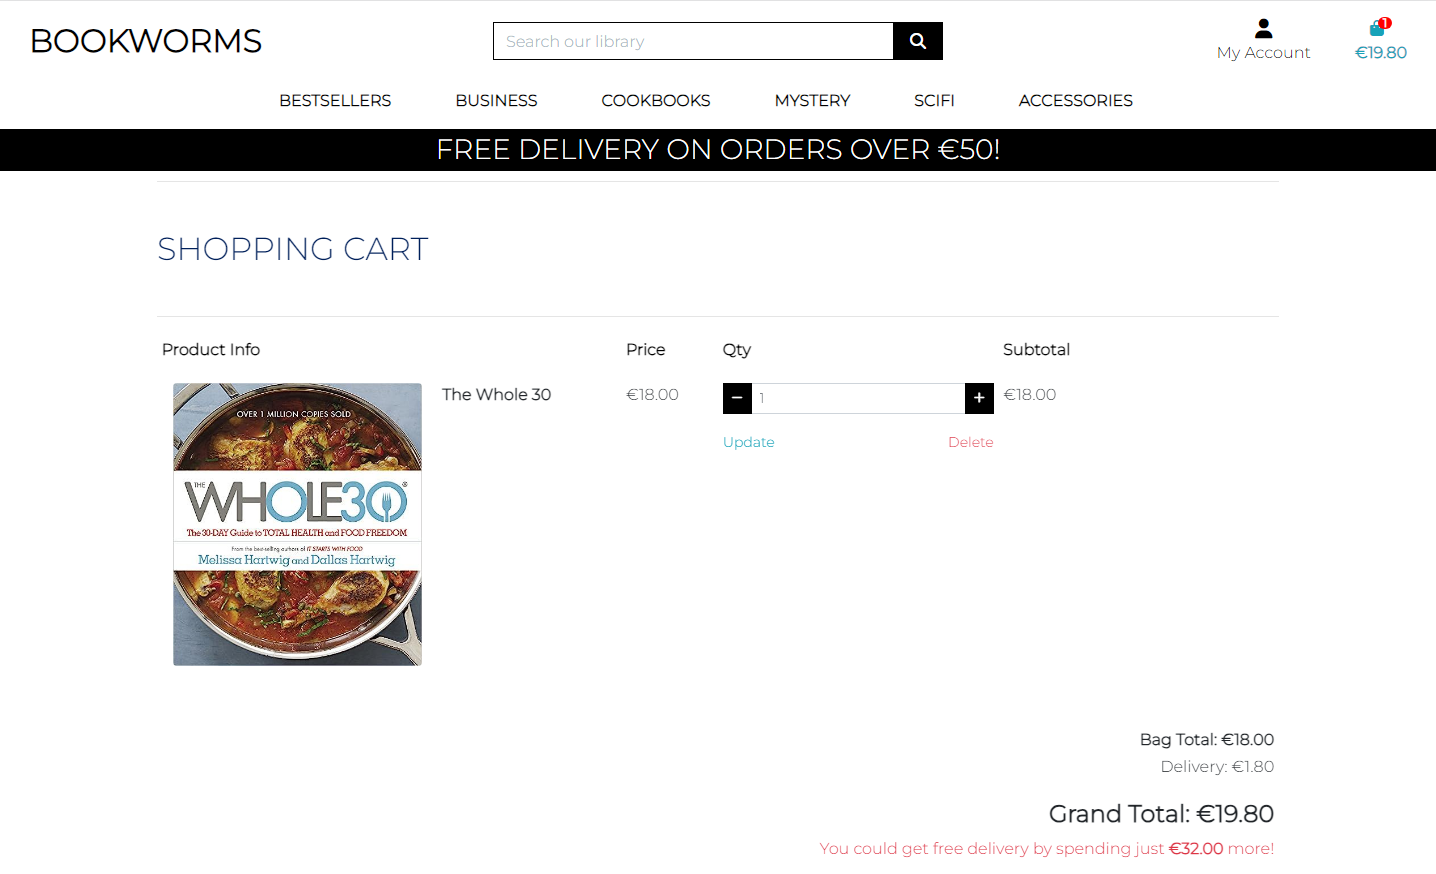 BOOKWORMS
Search our library
My Account
1
€19.80
BESTSELLERS BUSINESS COOKBOOKS MYSTERY SCIFI ACCESSORIES
FREE DELIVERY ON ORDERS OVER €50!
SHOPPING CART
Product Info Price Qty Subtotal
The Whole 30 €18.00 − 1 + €18.00
Update Delete
OVER 1 MILLION COPIES SOLD
THE WHOLE30®
The 30-DAY Guide to TOTAL HEALTH and FOOD FREEDOM
From the best-selling authors of IT STARTS WITH FOOD
Melissa Hartwig and Dallas Hartwig
Bag Total: €18.00
Delivery: €1.80
Grand Total: €19.80
You could get free delivery by spending just €32.00 more!